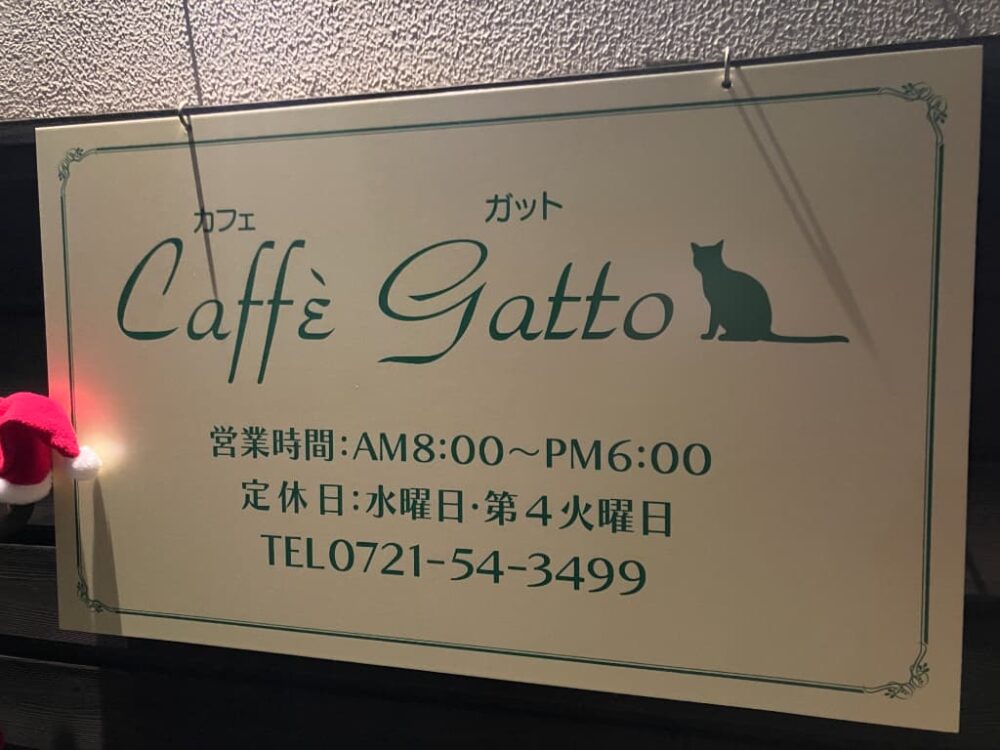 カフェ ガット
Caffè Gatto
営業時間：AM8:00～PM6:00
定休日：水曜日・第4火曜日
TEL0721-54-3499